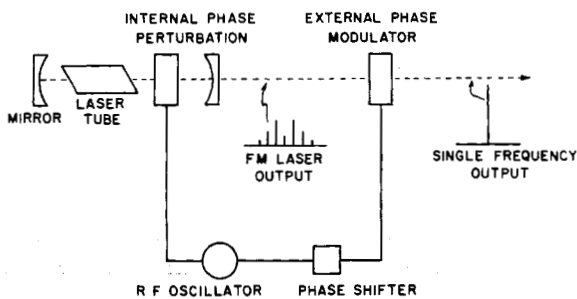 INTERNAL PHASE
PERTURBATION
EXTERNAL PHASE
MODULATOR
MIRROR
LASER
TUBE
FM LASER
OUTPUT
SINGLE FREQUENCY
OUTPUT
R F OSCILLATOR
PHASE SHIFTER